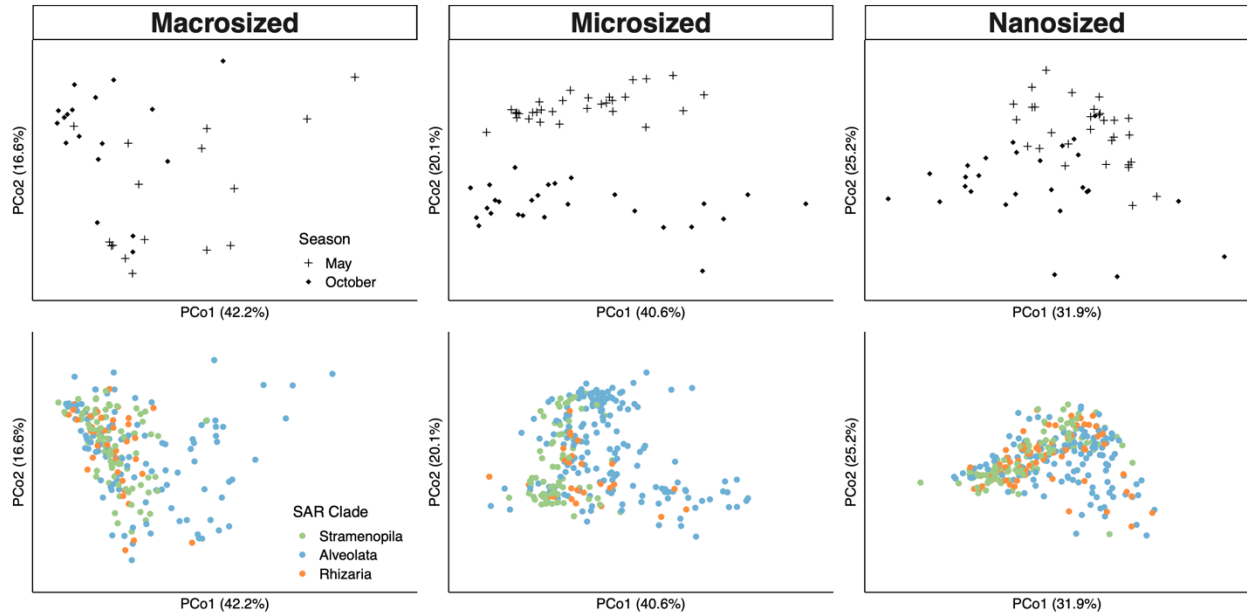 Macrosized
Microsized
Nanosized
PCo2 (16.6%)
Season
May
October
PCo1 (42.2%)
PCo2 (20.1%)
PCo1 (40.6%)
PCo2 (25.2%)
PCo1 (31.9%)
PCo2 (16.6%)
SAR Clade
Stramenopila
Alveolata
Rhizaria
PCo1 (42.2%)
PCo2 (20.1%)
PCo1 (40.6%)
PCo2 (25.2%)
PCo1 (31.9%)